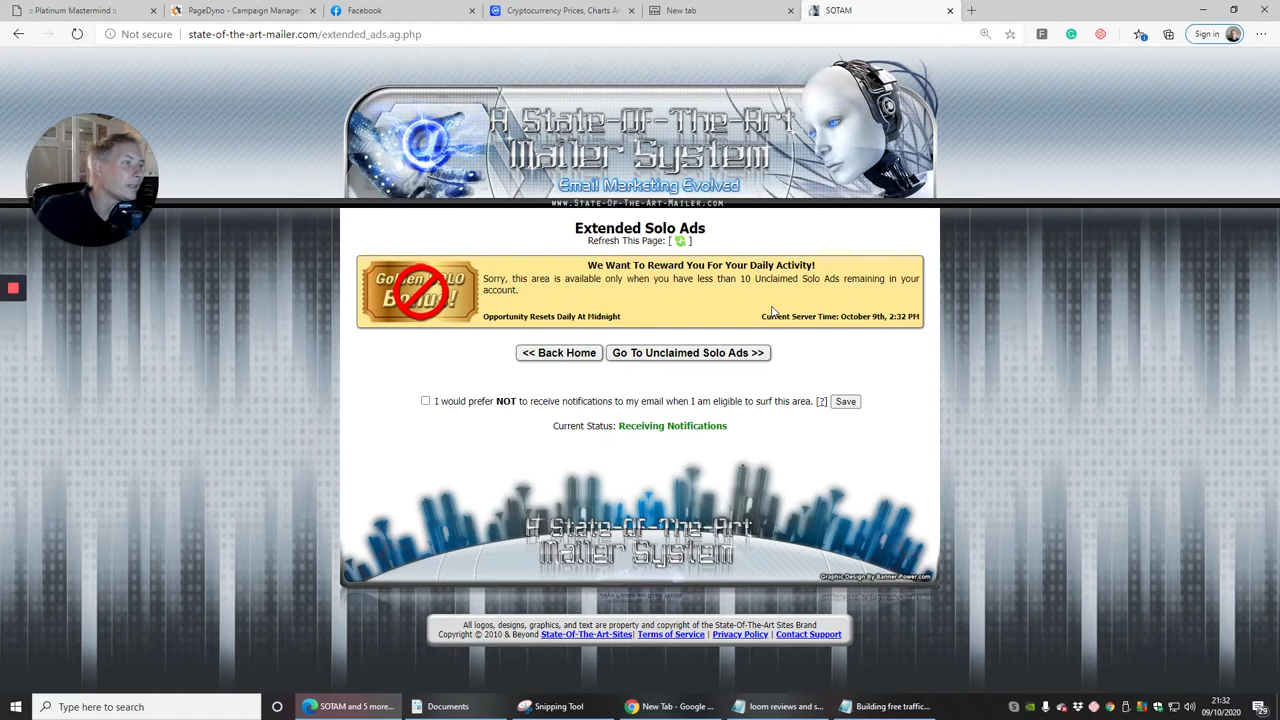 :: Platinum Mastermind ::
PageDyno - Campaign Manage
Facebook
Cryptocurrency Prices, Charts An
New tab
SOTAM
Not secure | state-of-the-art-mailer.com/extended_ads.ag.php
Sign in
A State-Of-The-Art
Mailer System
Email Marketing Evolved
www.State-Of-The-Art-Mailer.com
Extended Solo Ads
Refresh This Page: [ ]
Golden SOLO
Bonus!
We Want To Reward You For Your Daily Activity!
Sorry, this area is available only when you have less than 10 Unclaimed Solo Ads remaining in your
account.
Opportunity Resets Daily At Midnight
Current Server Time: October 9th, 2:32 PM
<< Back Home
Go To Unclaimed Solo Ads >>
I would prefer NOT to receive notifications to my email when I am eligible to surf this area. [?] Save
Current Status: Receiving Notifications
A State-Of-The-Art
Mailer System
Graphic Design By Banner-Power.com
All logos, designs, graphics, and text are property and copyright of the State-Of-The-Art Sites Brand
Copyright © 2010 & Beyond State-Of-The-Art-Sites| Terms of Service | Privacy Policy | Contact Support
Type here to search
SOTAM and 5 more...
Documents
Snipping Tool
New Tab - Google ...
loom reviews and s...
Building free traffic...
21:32
09/10/2020